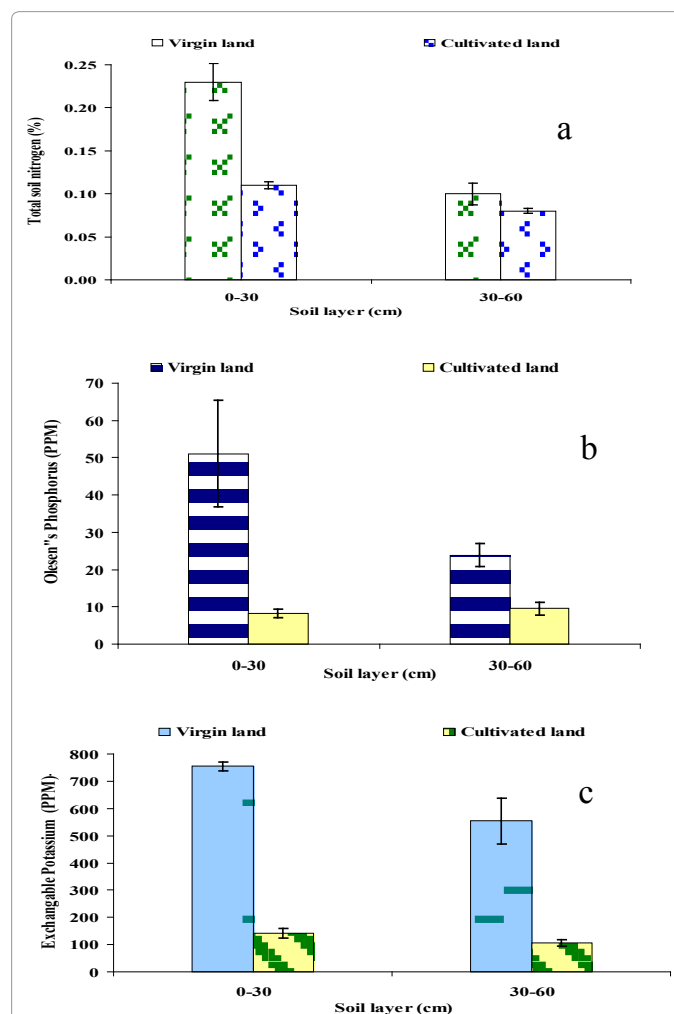 Virgin land Cultivated land
0.25
0.20
0.15
0.10
0.05
0.00
Total soil nitrogen (%)
a
0-30 30-60
Soil layer (cm)
Virgin land Cultivated land
70
60
50
40
30
20
10
0
Olesen"s Phosphorus (PPM)
b
0-30 30-60
Soil layer (cm)
Virgin land Cultivated land
800
700
600
500
400
300
200
100
0
Exchangable Potassium (PPM)-
c
0-30 30-60
Soil layer (cm)